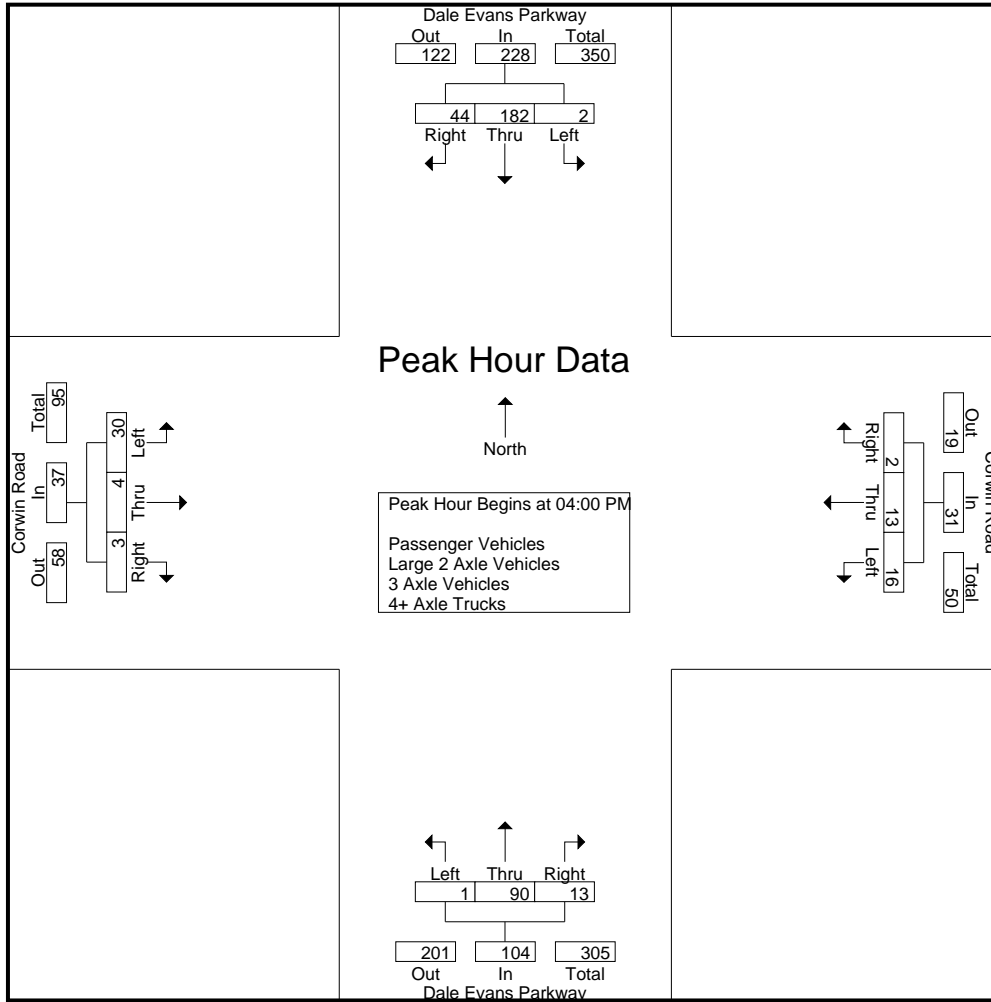 Dale Evans Parkway
Out In Total
122 228 350
44 182 2
Right Thru Left
Peak Hour Data
North
Peak Hour Begins at 04:00 PM
Passenger Vehicles
Large 2 Axle Vehicles
3 Axle Vehicles
4+ Axle Trucks
Corwin Road
Total In Out
95 37 58
30 4 3
Left Thru Right
Right Thru Left
2 13 16
Out In Total
19 31 50
Corwin Road
Left Thru Right
1 90 13
201 104 305
Out In Total
Dale Evans Parkway